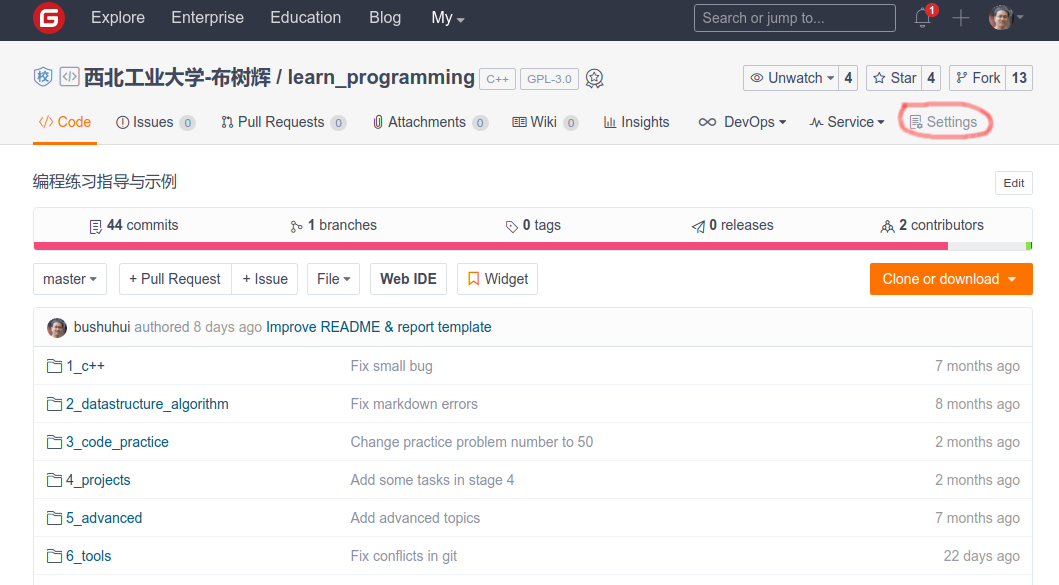 G Explore Enterprise Education Blog My Search or jump to... 1
校 </> 西北工业大学-布树辉 / learn_programming C++ GPL-3.0 Unwatch 4 Star 4 Fork 13
</> Code Issues 0 Pull Requests 0 Attachments 0 Wiki 0 Insights DevOps Service Settings
编程练习指导与示例 Edit
44 commits 1 branches 0 tags 0 releases 2 contributors
master + Pull Request + Issue File Web IDE Widget Clone or download
bushuhui authored 8 days ago Improve README & report template
1_c++ Fix small bug 7 months ago
2_datastructure_algorithm Fix markdown errors 8 months ago
3_code_practice Change practice problem number to 50 2 months ago
4_projects Add some tasks in stage 4 2 months ago
5_advanced Add advanced topics 7 months ago
6_tools Fix conflicts in git 22 days ago